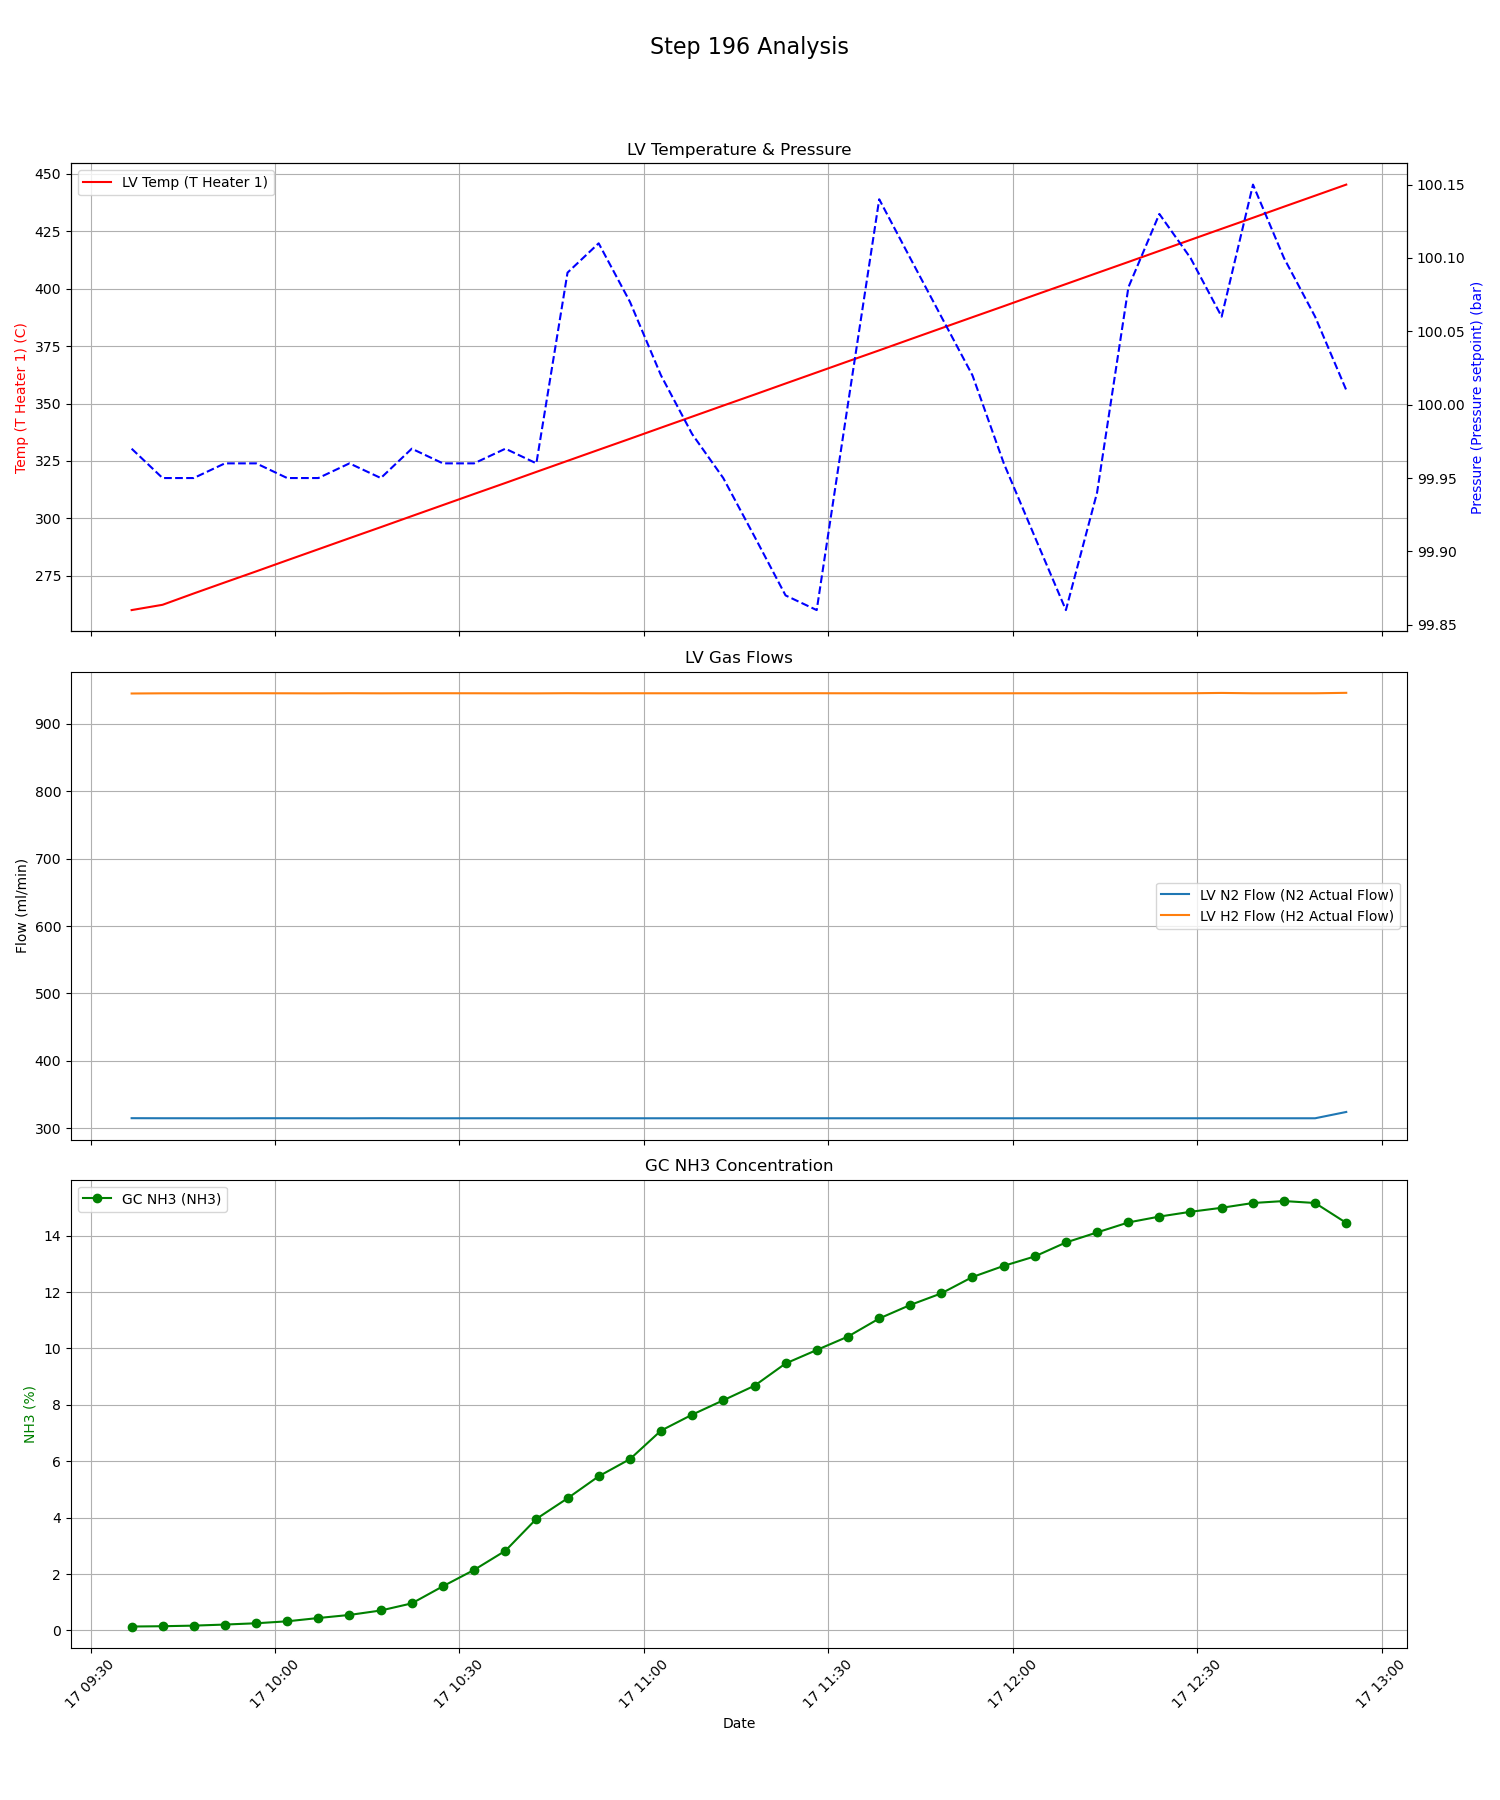 Step 196 Analysis
LV Temperature & Pressure
LV Temp (T Heater 1)
Temp (T Heater 1) (C)
450
425
400
375
350
325
300
275
Pressure (Pressure setpoint) (bar)
100.15
100.10
100.05
100.00
99.95
99.90
99.85
LV Gas Flows
Flow (ml/min)
900
800
700
600
500
400
300
LV N2 Flow (N2 Actual Flow)
LV H2 Flow (H2 Actual Flow)
GC NH3 Concentration
GC NH3 (NH3)
NH3 (%)
14
12
10
8
6
4
2
0
17 09:30
17 10:00
17 10:30
17 11:00
17 11:30
17 12:00
17 12:30
17 13:00
Date